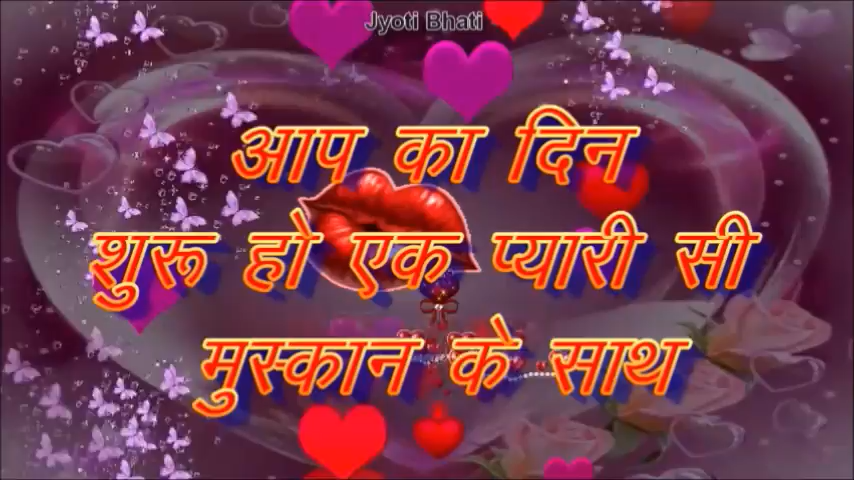 Jyoti Bhati
आप का दिन
शुरू हो एक प्यारी सी
मुस्कान के साथ